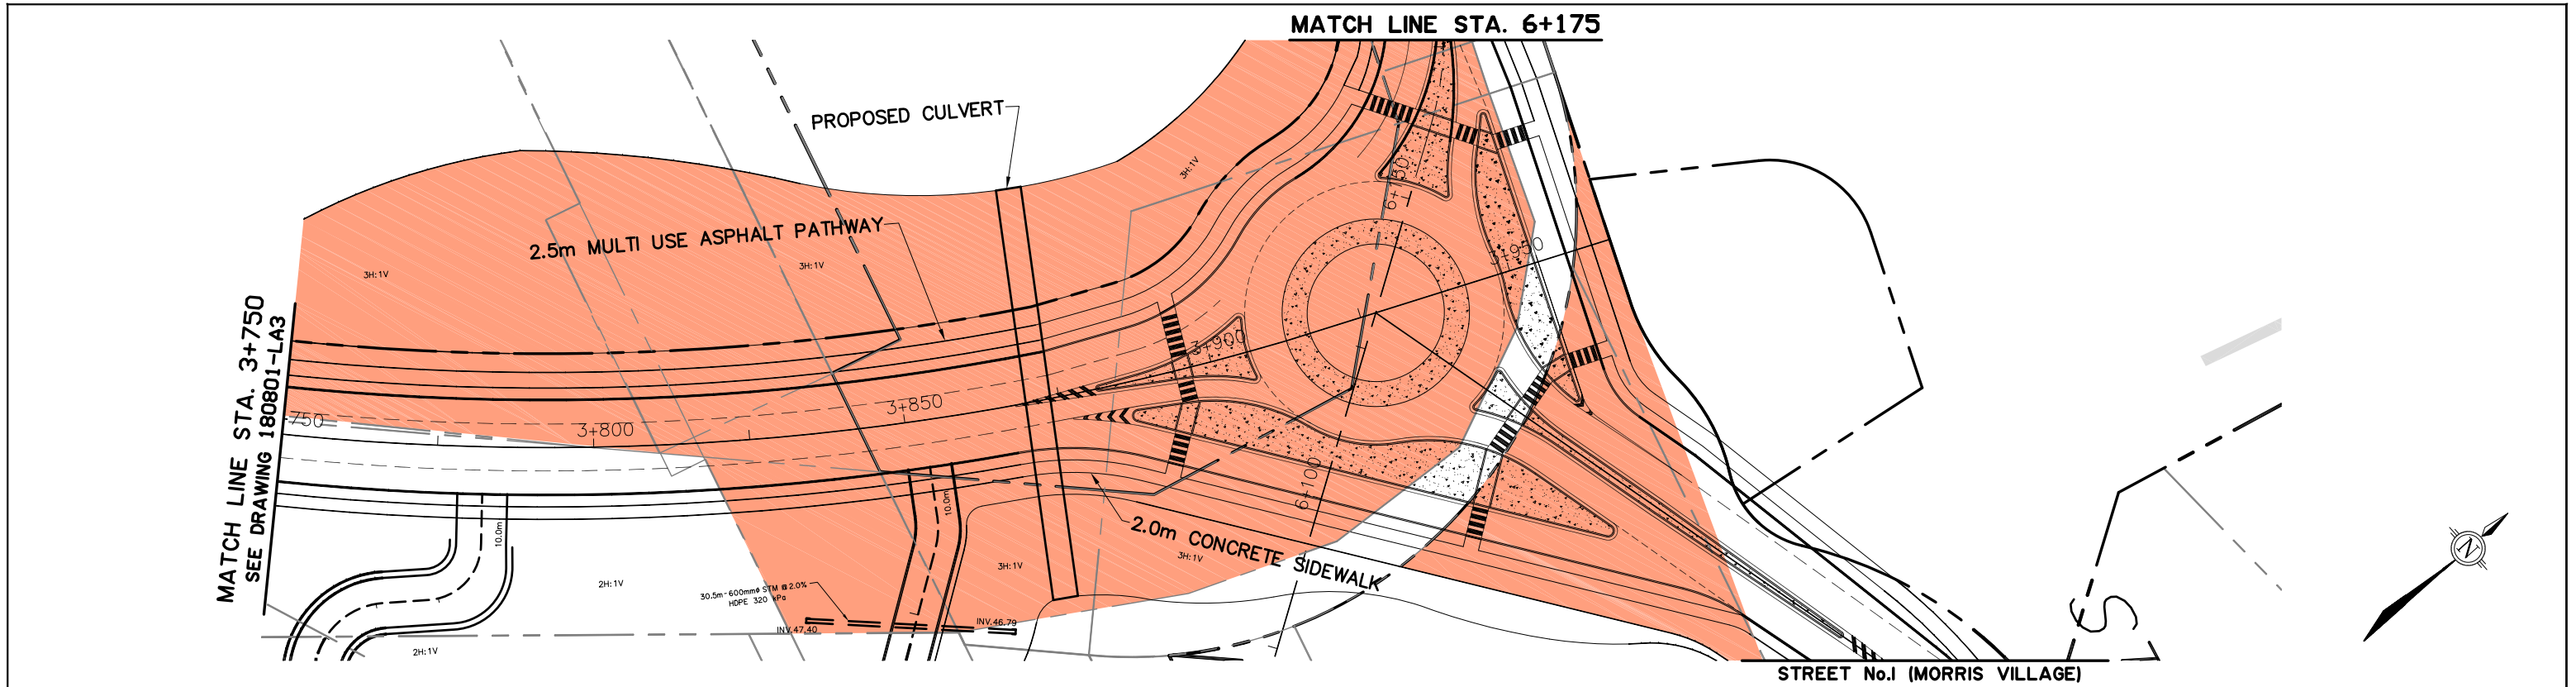 MATCH LINE STA. 6+175
PROPOSED CULVERT
3H:1V
6+150
2.5m MULTI USE ASPHALT PATHWAY
3H:1V
3H:1V
3+950
MATCH LINE STA. 3+750
SEE DRAWING 180801-LA3
3+900
3+850
-750
3+800
6+100
10.0m
10.0m
2.0m CONCRETE SIDEWALK
3H:1V
3H:1V
2H:1V
30.5m-600mmø STM @2.0%
HDPE 320 kPa
INV.47.40
INV.46.79
2H:1V
N
STREET No.1 (MORRIS VILLAGE)